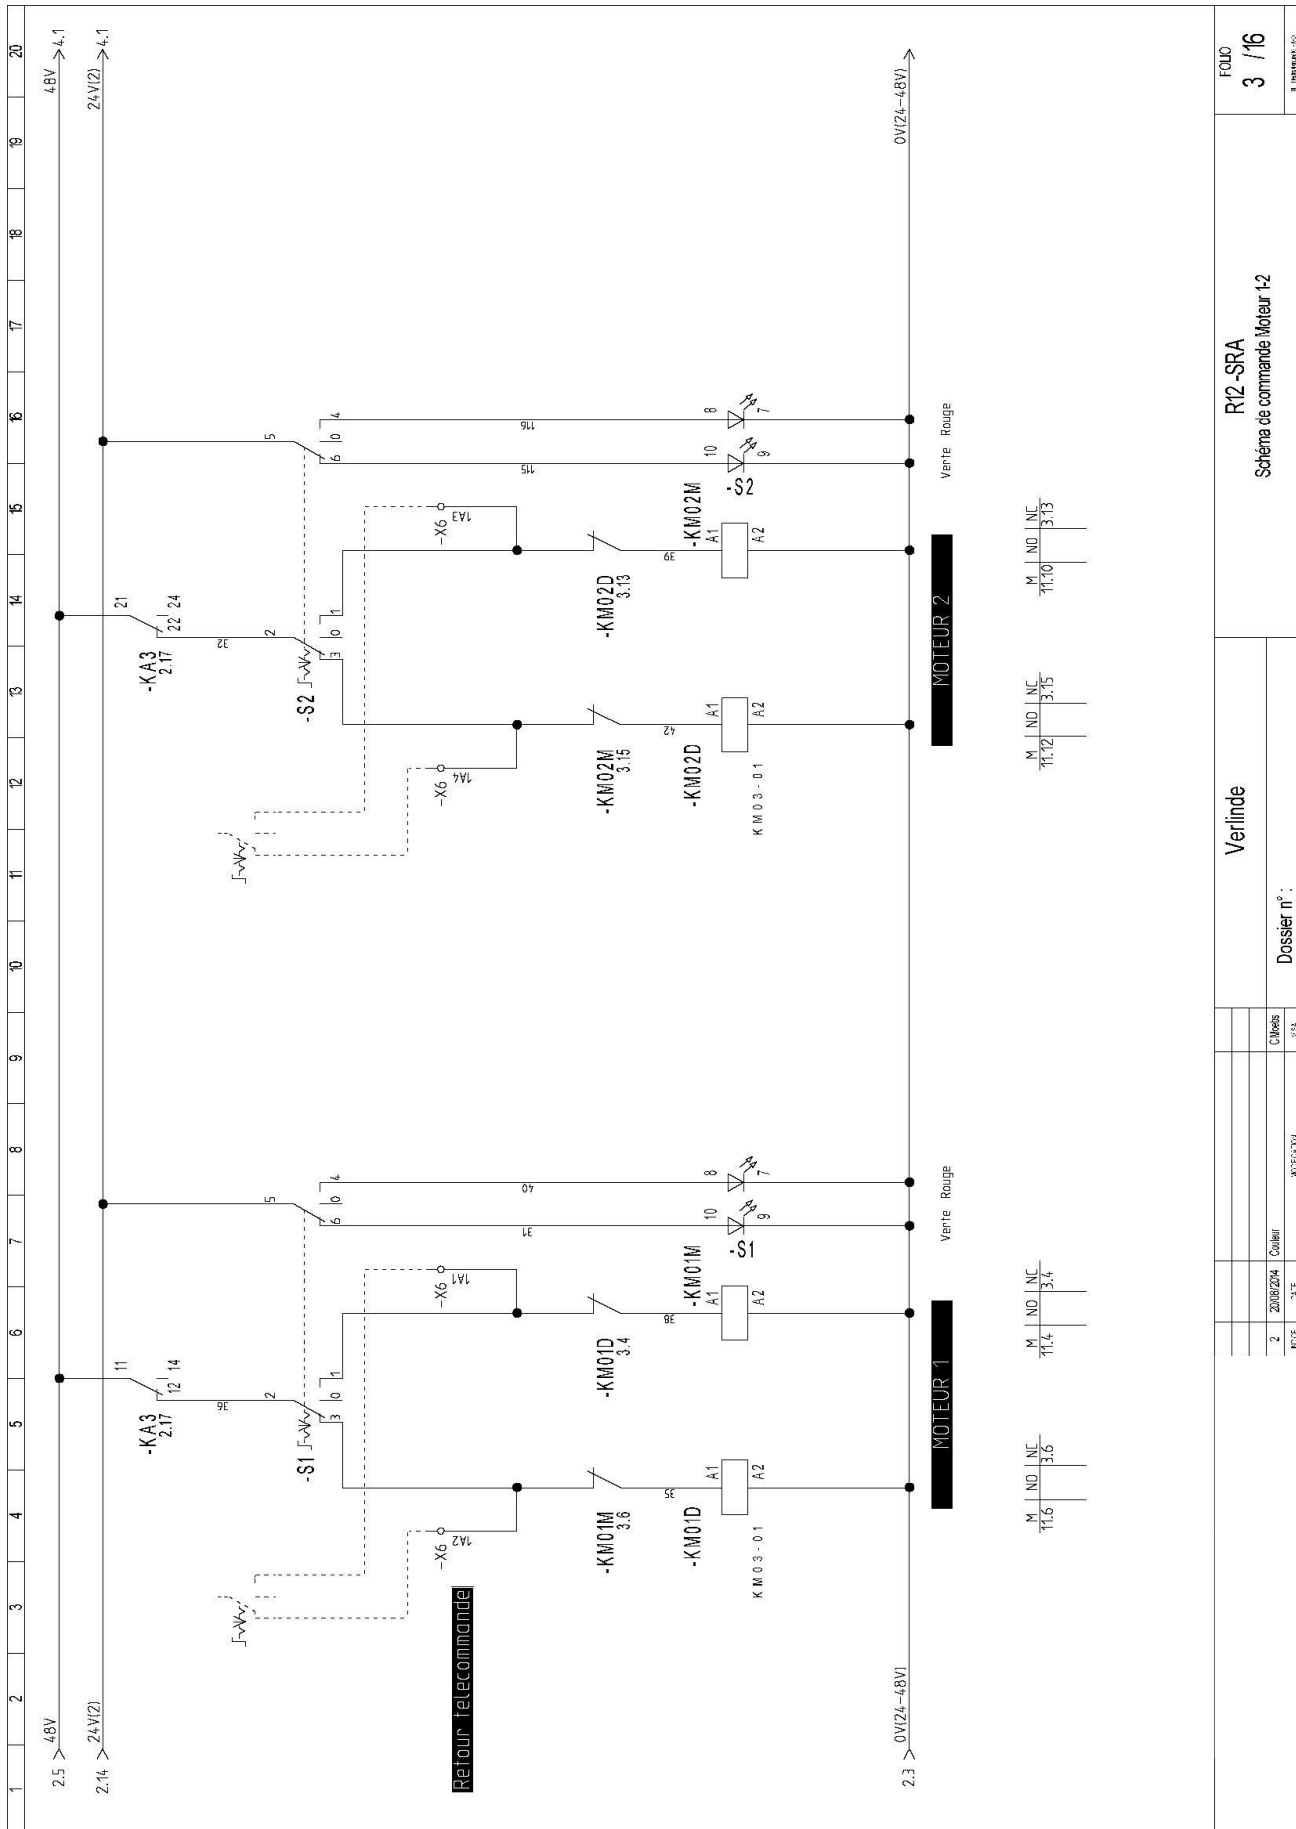 1 2 3 4 5 6 7 8 9 10 11 12 13 14 15 16 17 18 19 20
2.5 48V
48V 4.1
2.14 24V(2)
24V(2) 4.1
11
-KA3
2.17
12 14
36
5
2
-S1
3 0 1
6 0 4
21
-KA3
2.17
22 24
32
5
2
-S2
3 0 1
6 0 4
Retour telecommande
-X6
1A2
-X6
1A1
-X6
1A4
-X6
1A3
31
40
115
116
-KM01M
3.6
-KM01D
3.4
-KM02M
3.15
-KM02D
3.13
35
38
42
39
-KM01D
A1
A2
KM03-01
-KM01M
A1
A2
-S1
10
9
8
7
-KM02D
A1
A2
KM03-01
-KM02M
A1
A2
-S2
10
9
8
7
2.3 0V(24-48V)
0V(24-48V)
MOTEUR 1
Verte Rouge
MOTEUR 2
Verte Rouge
M NO NC
11.6 3.6
M NO NC
11.4 3.4
M NO NC
11.12 3.15
M NO NC
11.10 3.13
2 20/08/2014 Couleur
DATE
Verlinde
Dossier n° :
R12 -SRA
Schéma de commande Moteur 1-2
FOLIO
3 /16